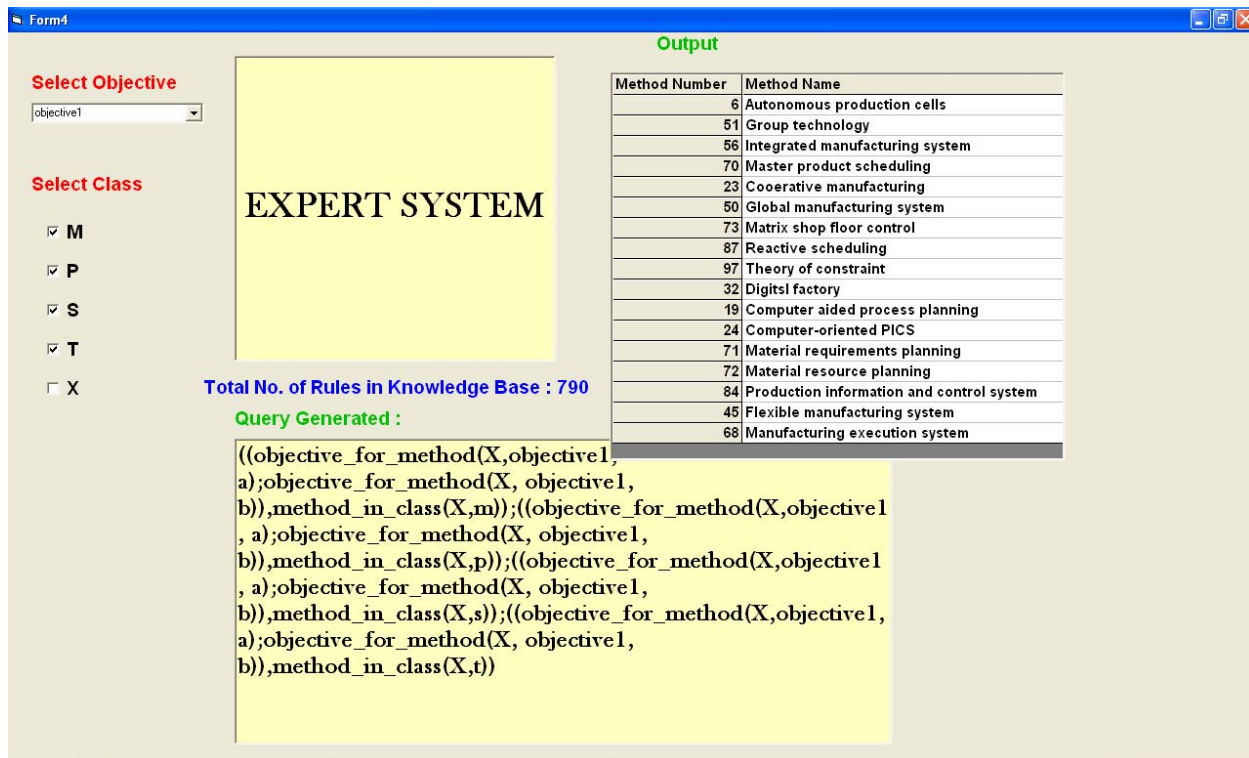 Form4
Select Objective
objective1
Select Class
M
P
S
T
X
EXPERT SYSTEM
Total No. of Rules in Knowledge Base : 790
Query Generated :
((objective_for_method(X,objective1,
a);objective_for_method(X, objective1,
b)),method_in_class(X,m));((objective_for_method(X,objective1
, a);objective_for_method(X, objective1,
b)),method_in_class(X,p));((objective_for_method(X,objective1
, a);objective_for_method(X, objective1,
b)),method_in_class(X,s));((objective_for_method(X,objective1,
a);objective_for_method(X, objective1,
b)),method_in_class(X,t))
Output
Method Number Method Name
6 Autonomous production cells
51 Group technology
56 Integrated manufacturing system
70 Master product scheduling
23 Cooerative manufacturing
50 Global manufacturing system
73 Matrix shop floor control
87 Reactive scheduling
97 Theory of constraint
32 Digitsl factory
19 Computer aided process planning
24 Computer-oriented PICS
71 Material requirements planning
72 Material resource planning
84 Production information and control system
45 Flexible manufacturing system
68 Manufacturing execution system